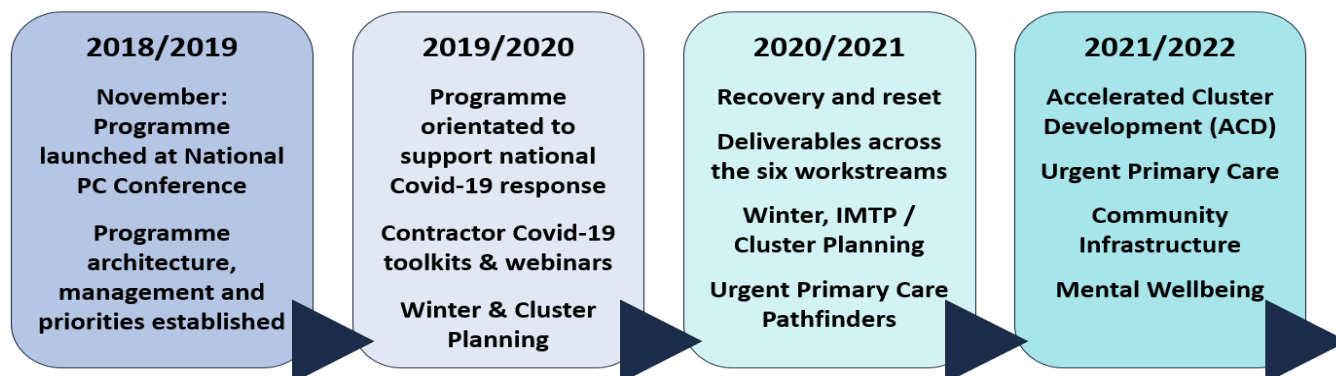 2018/2019
November:
Programme
launched at National
PC Conference
Programme
architecture,
management and
priorities established
2019/2020
Programme
orientated to
support national
Covid-19 response
Contractor Covid-19
toolkits & webinars
Winter & Cluster
Planning
2020/2021
Recovery and reset
Deliverables across
the six workstreams
Winter, IMTP /
Cluster Planning
Urgent Primary Care
Pathfinders
2021/2022
Accelerated Cluster
Development (ACD)
Urgent Primary Care
Community
Infrastructure
Mental Wellbeing